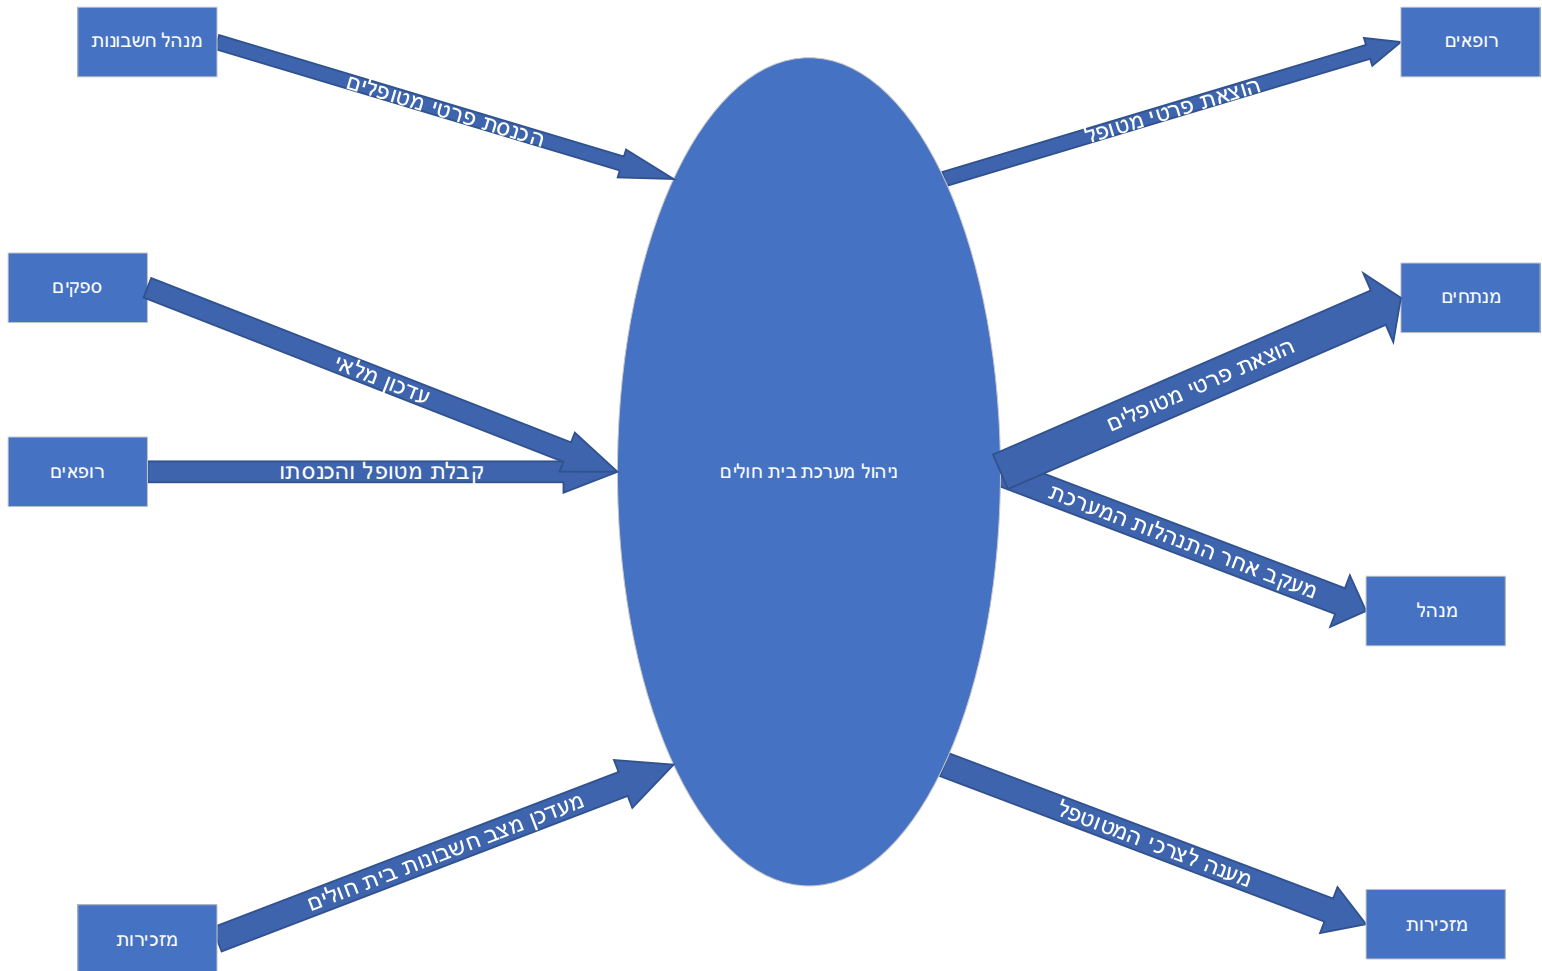 מנהל חשבונות
הכנסת פרטי מטופלים
ספקים
עדכון מלאי
רופאים
קבלת מטופל והכנסתו
מזכירות
מעדכן מצב חשבונות בית חולים
ניהול מערכת בית חולים
רופאים
הוצאת פרטי מטופל
מנתחים
הוצאת פרטי מטופלים
מנהל
מעקב אחר התנהלות המערכת
מזכירות
מענה לצרכי המטוטפל